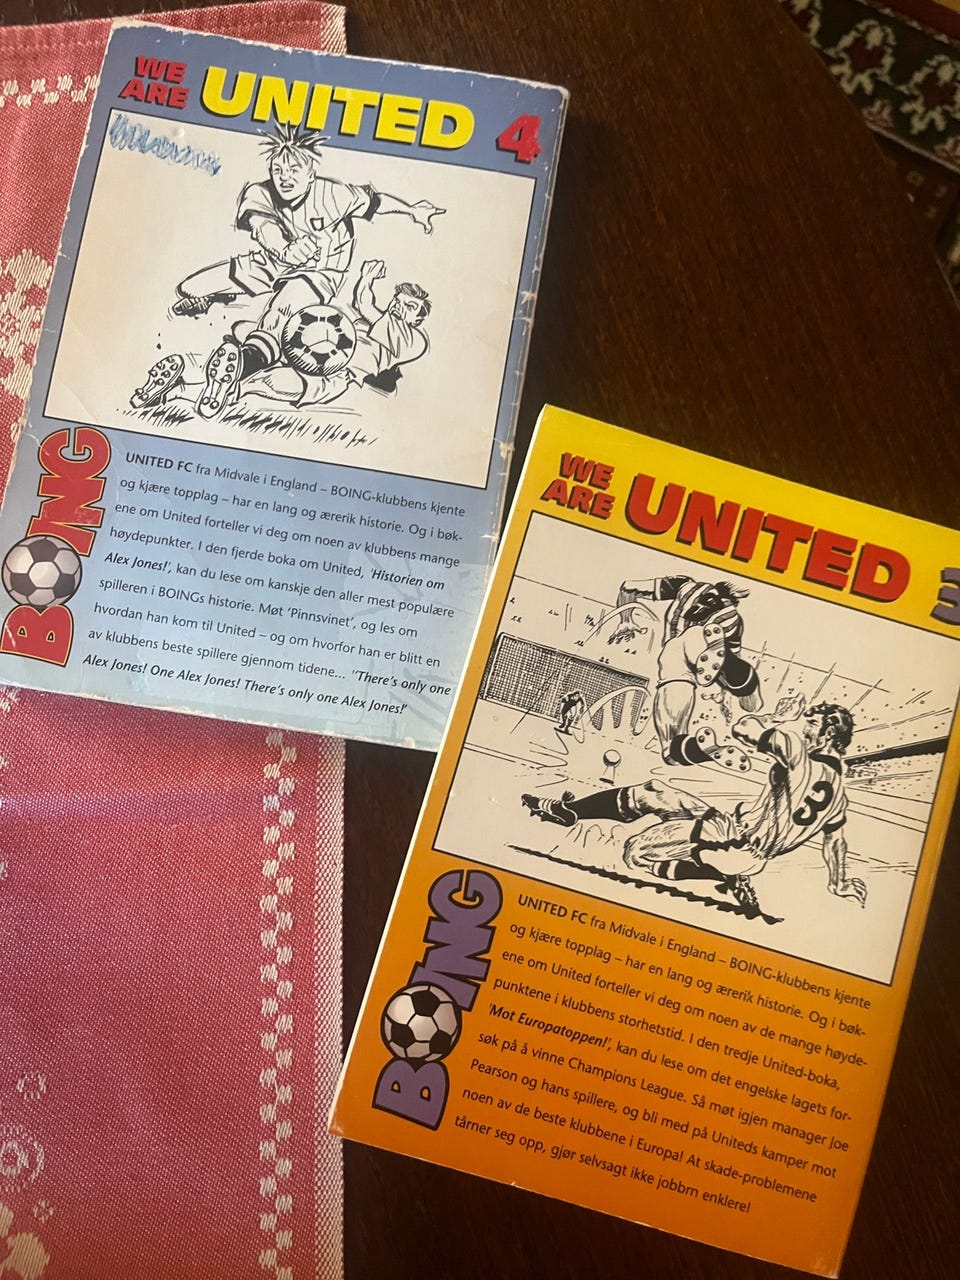 WE
ARE UNITED 4
BOING
UNITED FC fra Midvale i England – BOING-klubbens kjente
og kjære topplag – har en lang og ærerik historie. Og i bøk-
ene om United forteller vi deg om noen av klubbens mange
høydepunkter. I den fjerde boka om United, 'Historien om
Alex Jones!', kan du lese om kanskje den aller mest populære
spilleren i BOINGs historie. Møt 'Pinnsvinet', og les om
hvordan han kom til United – og om hvorfor han er blitt en
av klubbens beste spillere gjennom tidene... "There's only one
Alex Jones! One Alex Jones! There's only one Alex Jones!'
WE
ARE UNITED 3
3
BOING
UNITED FC fra Midvale i England – BOING-klubbens kjente
og kjære topplag – har en lang og ærerik historie. Og i bøk-
ene om United forteller vi deg om noen av de mange høyde-
punktene i klubbens storhetstid. I den tredje United-boka,
'Mot Europatoppen!', kan du lese om det engelske lagets for-
søk på å vinne Champions League. Så møt igjen manager Joe
Pearson og hans spillere, og bli med på Uniteds kamper mot
noen av de beste klubbene i Europa! At skade-problemene
tårner seg opp, gjør selvsagt ikke jobbrn enklere!